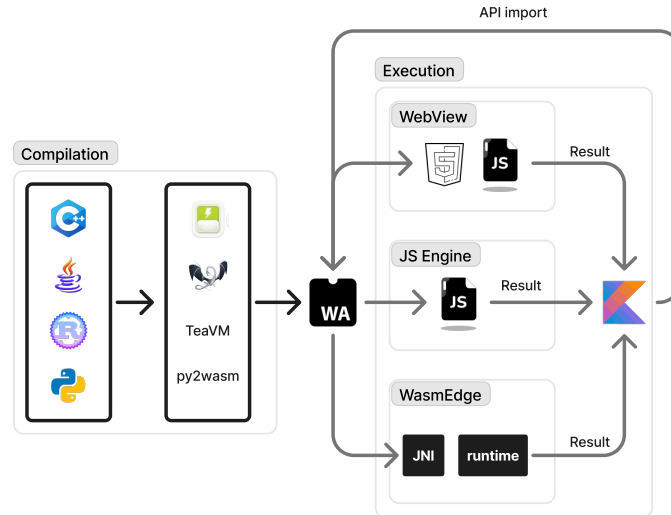 API import
Execution
WebView
JS
Result
Compilation
C++
JS Engine
Result
JS
WA
R
TeaVM
py2wasm
WasmEdge
JNI
runtime
Result